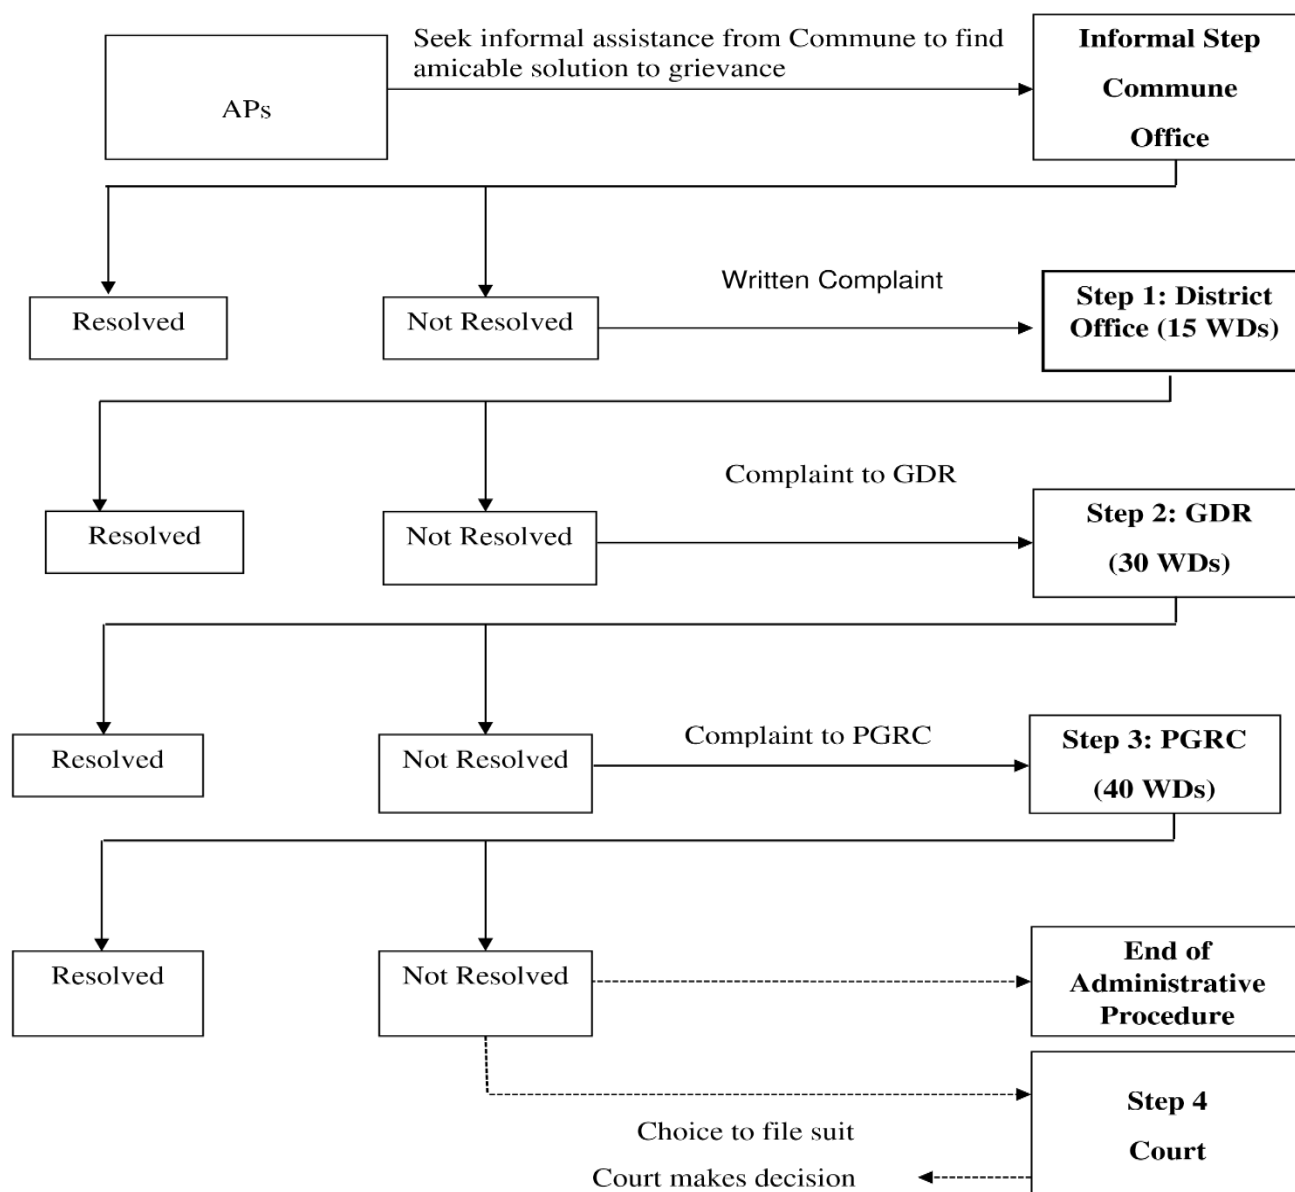 Seek informal assistance from Commune to find
amicable solution to grievance
APs
Informal Step
Commune
Office
Resolved
Not Resolved
Written Complaint
Step 1: District
Office (15 WDs)
Resolved
Not Resolved
Complaint to GDR
Step 2: GDR
(30 WDs)
Resolved
Not Resolved
Complaint to PGRC
Step 3: PGRC
(40 WDs)
Resolved
Not Resolved
End of
Administrative
Procedure
Choice to file suit
Court makes decision
Step 4
Court